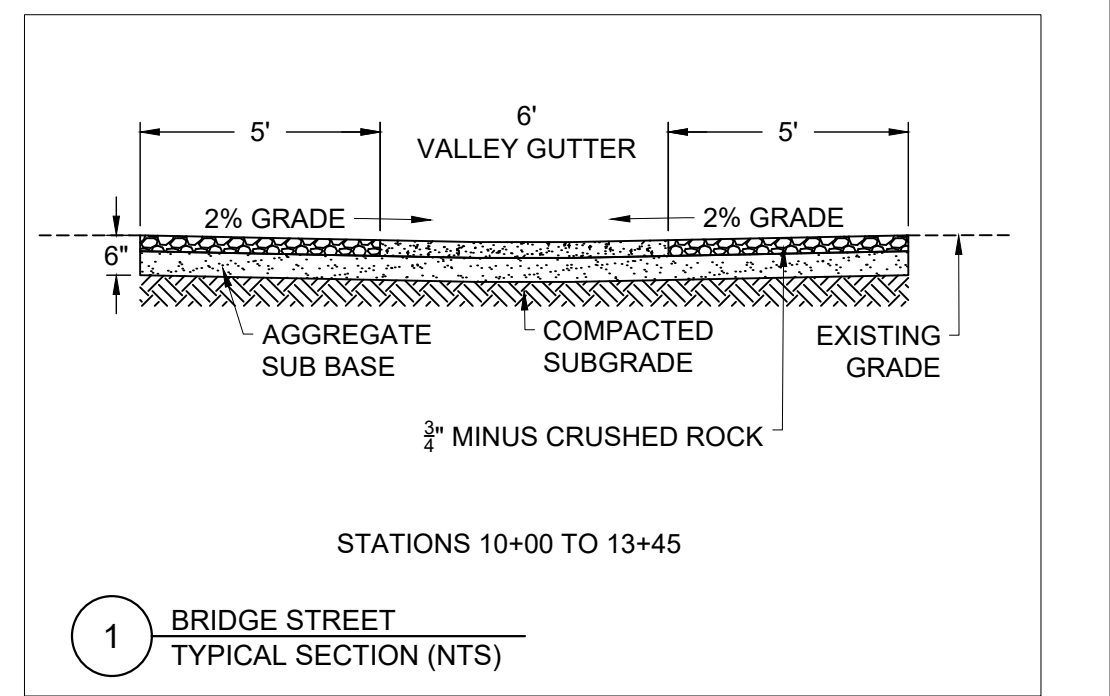 6'
5'
VALLEY GUTTER
5'
2% GRADE
2% GRADE
6"
AGGREGATE
SUB BASE
COMPACTED
SUBGRADE
EXISTING
GRADE
3/4" MINUS CRUSHED ROCK
STATIONS 10+00 TO 13+45
1
BRIDGE STREET
TYPICAL SECTION (NTS)